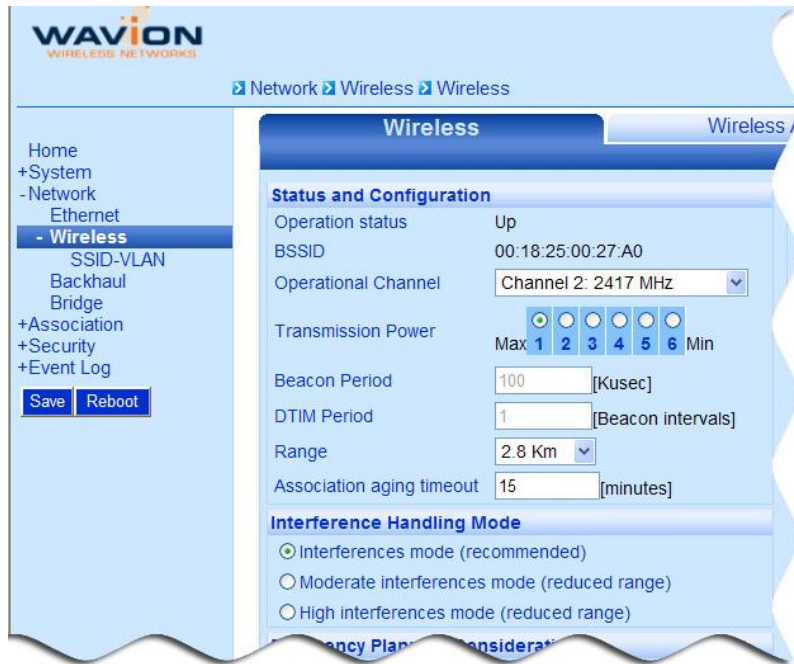 WAVION
WIRELESS NETWORKS
Network Wireless Wireless
Home
+System
-Network
Ethernet
- Wireless
SSID-VLAN
Backhaul
Bridge
+Association
+Security
+Event Log
Save Reboot
Wireless Wireless
Status and Configuration
Operation status Up
BSSID 00:18:25:00:27:A0
Operational Channel Channel 2: 2417 MHz
Transmission Power Max 1 2 3 4 5 6 Min
Beacon Period 100 [Kusec]
DTIM Period 1 [Beacon intervals]
Range 2.8 Km
Association aging timeout 15 [minutes]
Interference Handling Mode
Interferences mode (recommended)
Moderate interferences mode (reduced range)
High interferences mode (reduced range)